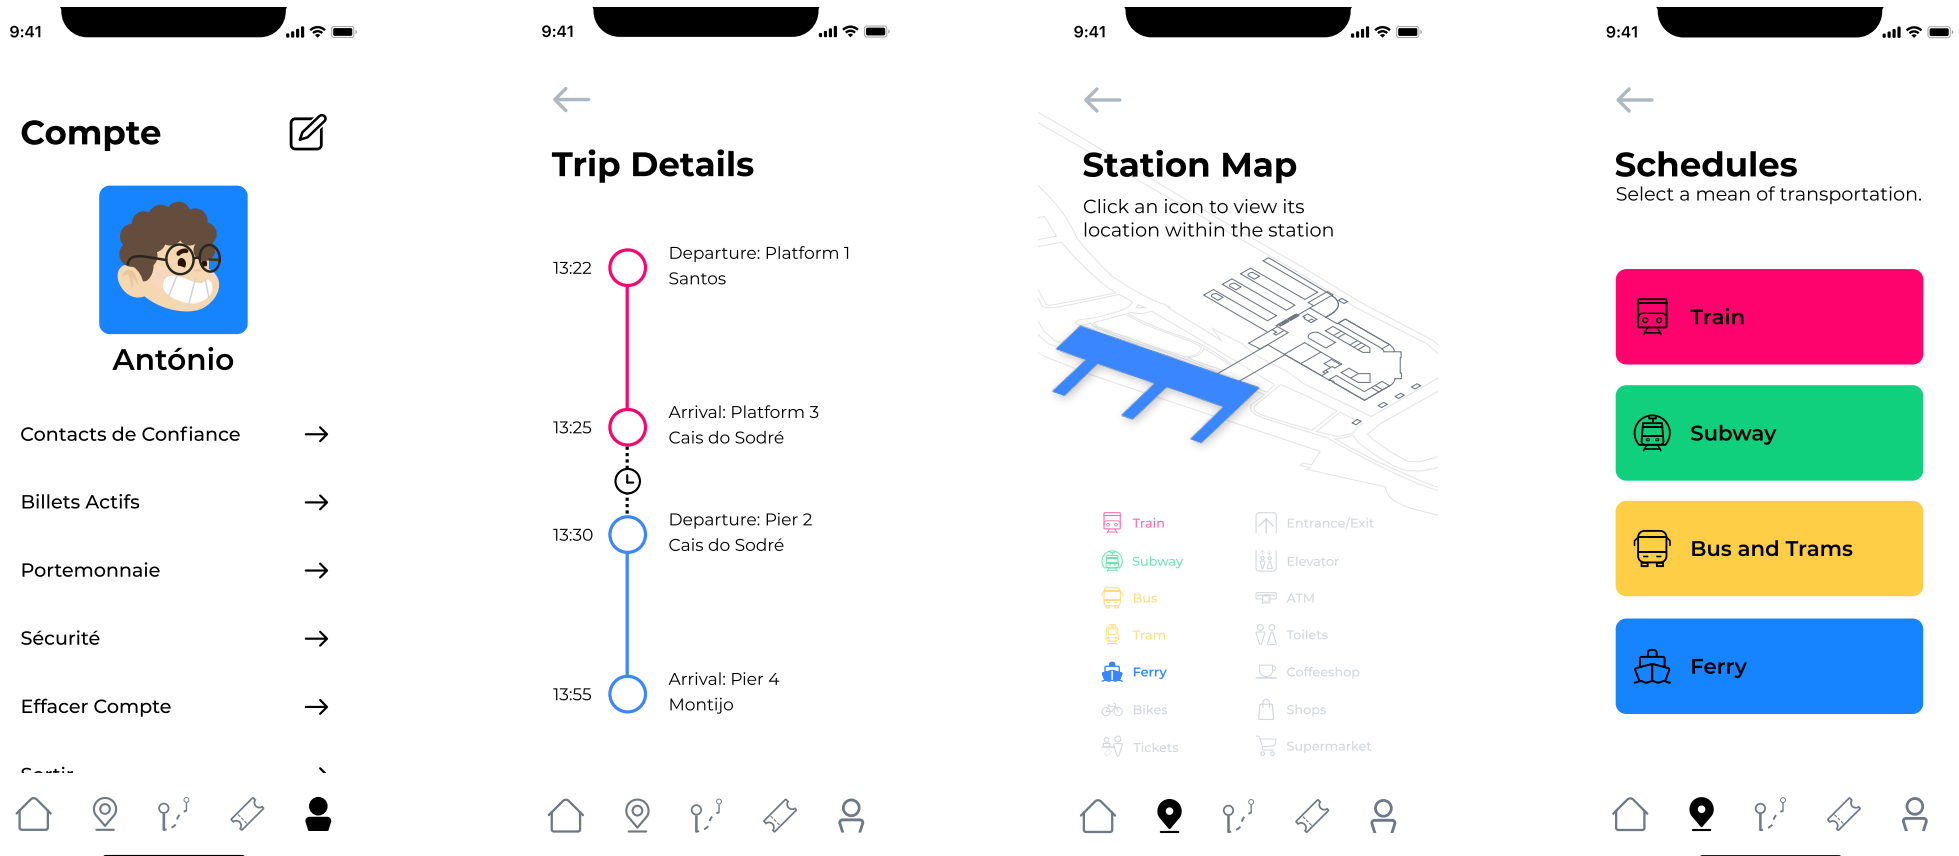 9:41
Compte
António
Contacts de Confiance
Billets Actifs
Portemonnaie
Sécurité
Effacer Compte
Sortir
9:41
Trip Details
13:22
Departure: Platform 1
Santos
13:25
Arrival: Platform 3
Cais do Sodré
13:30
Departure: Pier 2
Cais do Sodré
13:55
Arrival: Pier 4
Montijo
9:41
Station Map
Click an icon to view its
location within the station
Train
Subway
Bus
Tram
Ferry
Bikes
Tickets
Entrance/Exit
Elevator
ATM
Toilets
Coffeeshop
Shops
Supermarket
9:41
Schedules
Select a mean of transportation.
Train
Subway
Bus and Trams
Ferry